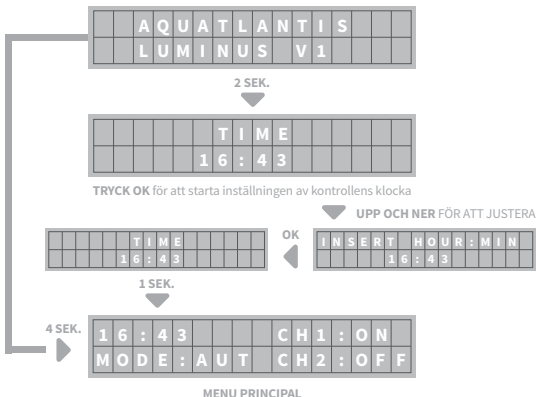 AQUATLANTIS
LUMINUS V1
2 SEK.
TIME
16:43
TRYCK OK för att starta inställningen av kontrollens klocka
UPP OCH NER FÖR ATT JUSTERA
TIME
16:43
OK
INSERT HOUR:MIN
16:43
1 SEK.
4 SEK.
16:43 CH1:ON
MODE:AUT CH2:OFF
MENU PRINCIPAL